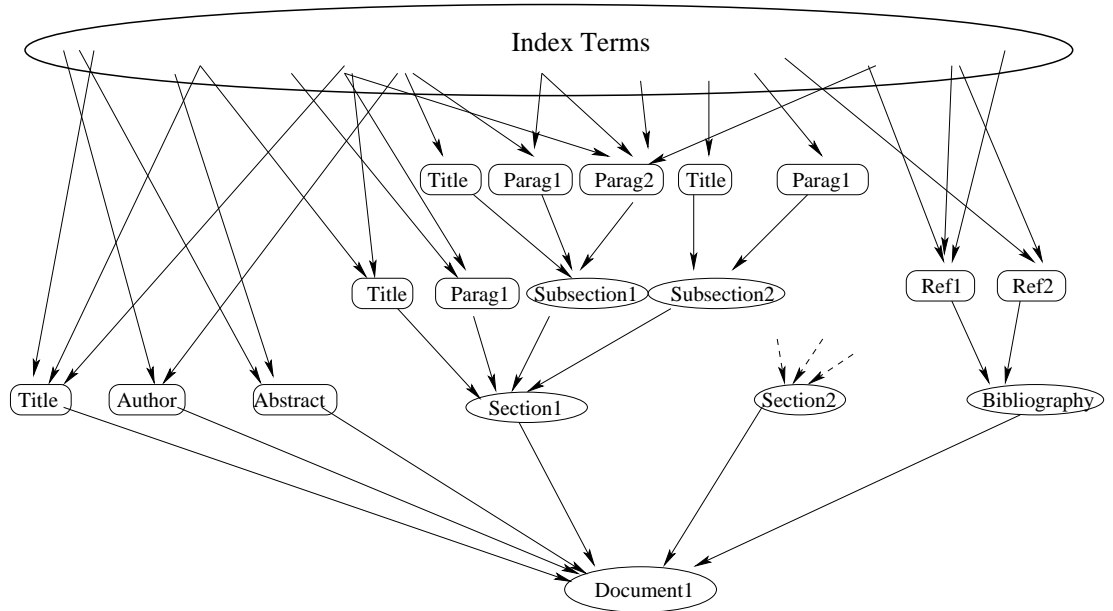 Index Terms
Title Parag1 Parag2 Title Parag1
Title Parag1 Subsection1 Subsection2 Ref1 Ref2
Title Author Abstract Section1 Section2 Bibliography
Document1